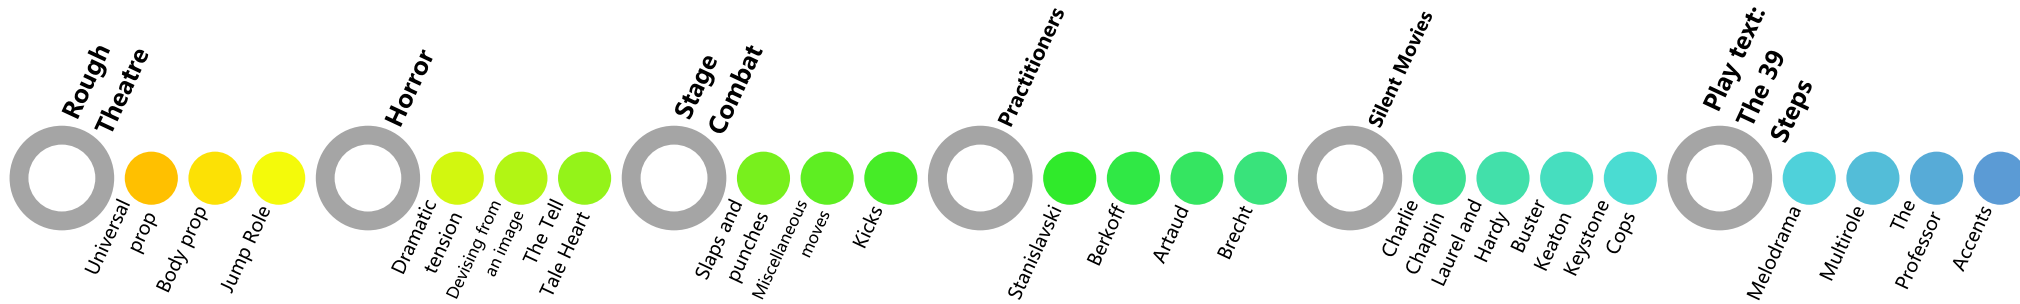 Rough
Theatre
Universal
prop
Body prop
Jump Role
Horror
Dramatic
tension
Devising from
an image
The Tell
Tale Heart
Stage
Combat
Slaps and
punches
Miscellaneous
moves
Kicks
Practitioners
Stanislavski
Berkoff
Artaud
Brecht
Silent Movies
Charlie
Chaplin
Laurel and
Hardy
Buster
Keaton
Keystone
Cops
Play text:
The 39
Steps
Melodrama
Multirole
The
Professor
Accents